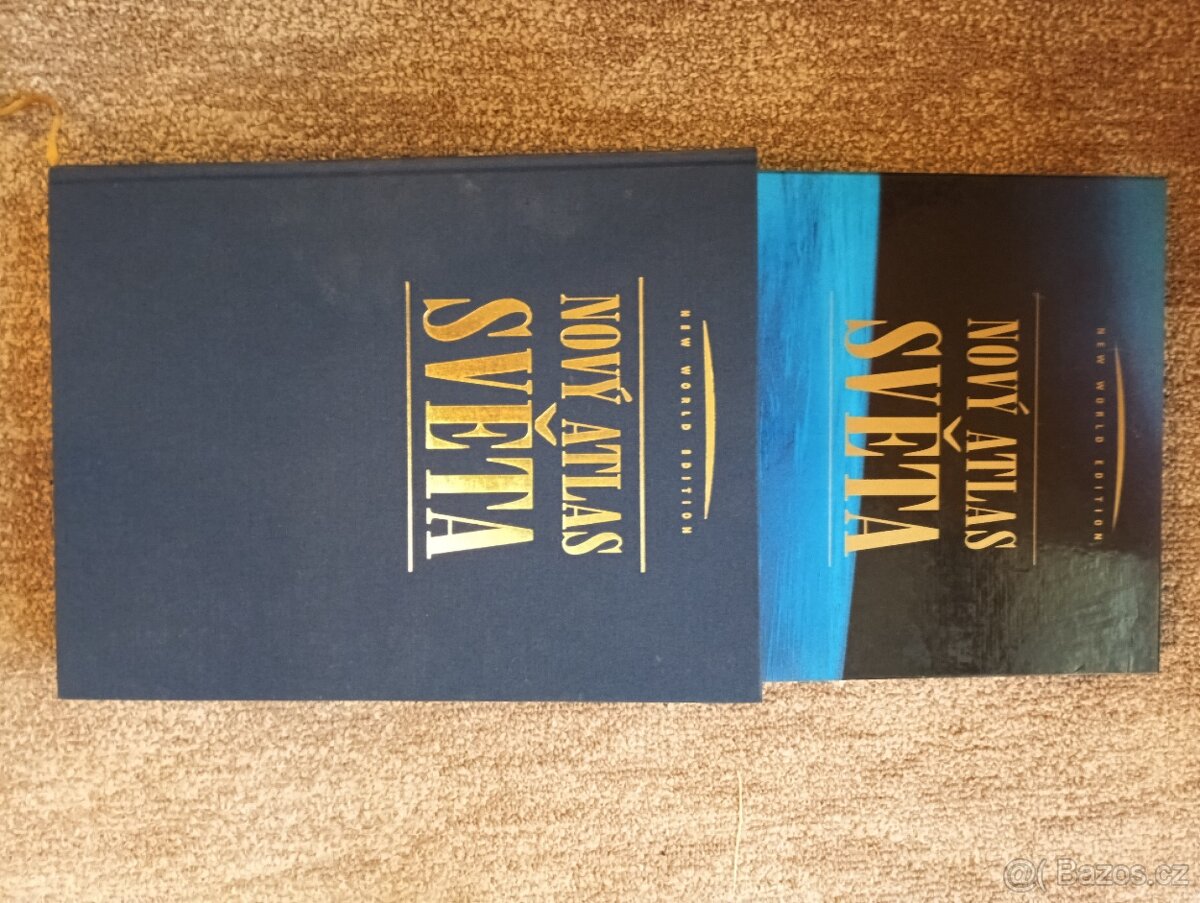 NEW WORLD EDITION
NOVÝ ATLAS
SVĚTA
NEW WORLD EDITION
NOVÝ ATLAS
SVĚTA
@( Bazos.cz